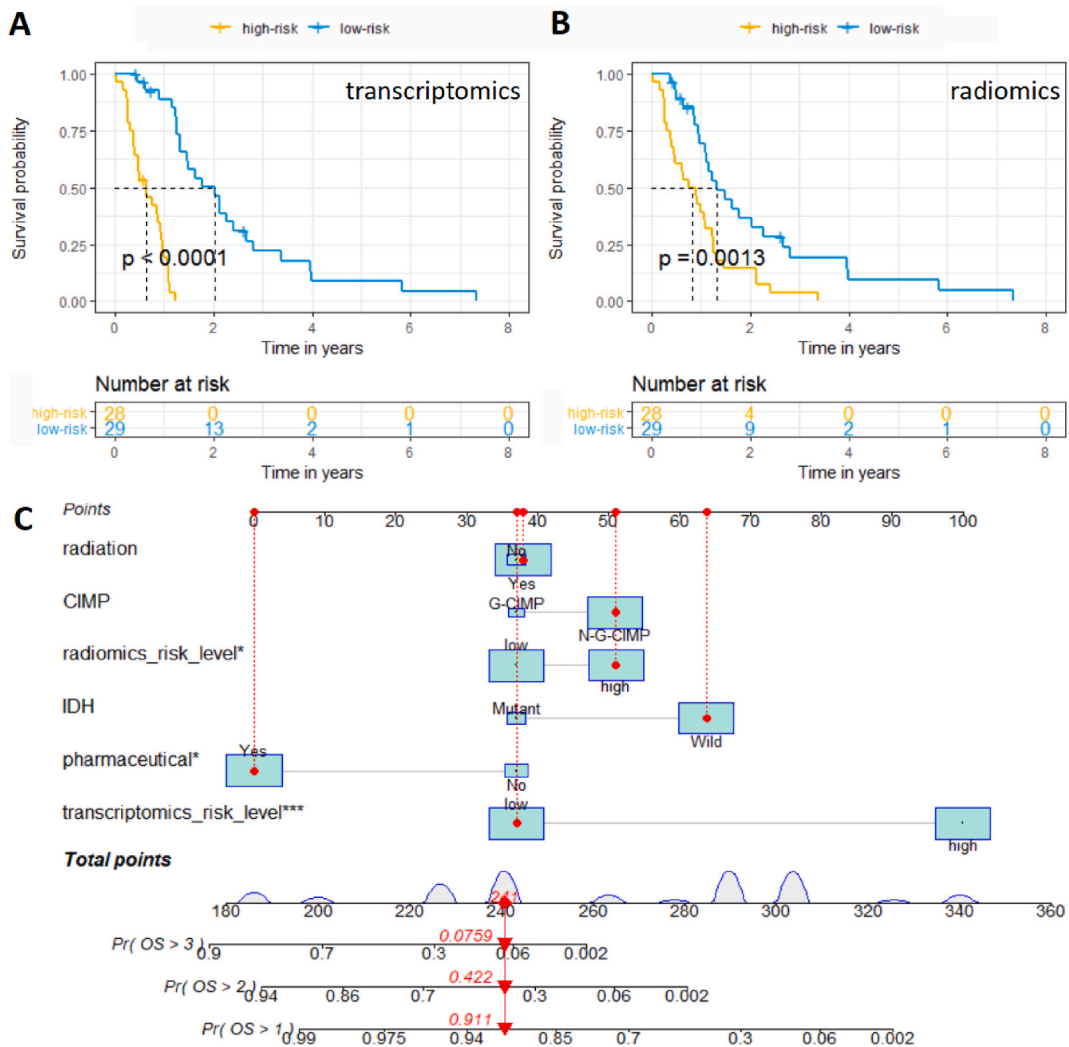 A
high-risk low-risk
transcriptomics
Survival probability
1.00
0.75
0.50
0.25
0.00
p < 0.0001
0 2 4 6 8
Time in years
Number at risk
high-risk 28 0 0 0 0
low-risk 29 13 2 1 0
0 2 4 6 8
Time in years
B
high-risk low-risk
radiomics
Survival probability
1.00
0.75
0.50
0.25
0.00
p = 0.0013
0 2 4 6 8
Time in years
Number at risk
high-risk 28 4 0 0 0
low-risk 29 9 2 1 0
0 2 4 6 8
Time in years
C
Points
0 10 20 30 40 50 60 70 80 90 100
radiation
No
Yes
CIMP
G-CIMP
N-G-CIMP
radiomics_risk_level*
low
high
IDH
Mutant
Wild
pharmaceutical*
Yes
No
transcriptomics_risk_level***
low
high
Total points
241
180 200 220 240 260 280 300 320 340 360
0.0759
Pr( OS > 3 )
0.9 0.7 0.3 0.06 0.002
0.422
Pr( OS > 2 )
0.94 0.86 0.7 0.3 0.06 0.002
0.911
Pr( OS > 1 )
0.99 0.975 0.94 0.85 0.7 0.3 0.06 0.002